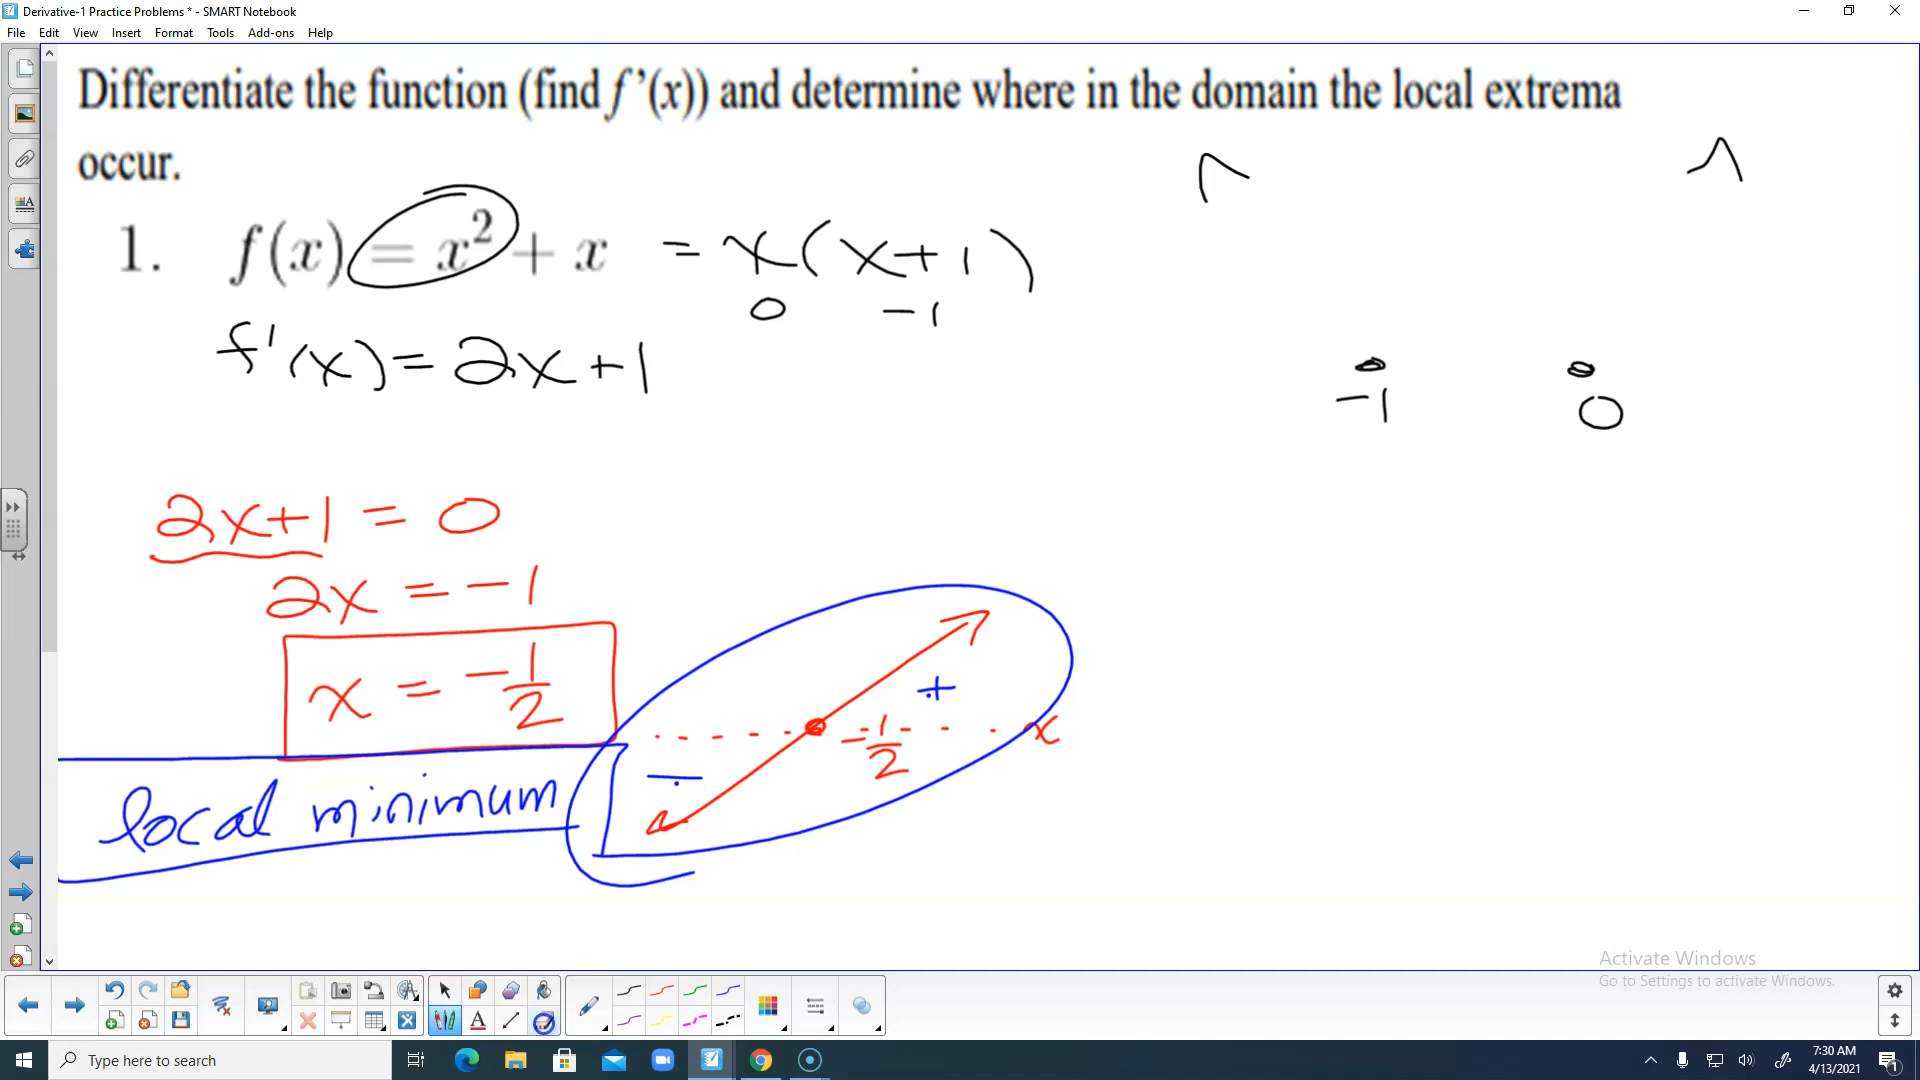 Derivative-1 Practice Problems * - SMART Notebook
File Edit View Insert Format Tools Add-ons Help
Differentiate the function (find f ’(x)) and determine where in the domain the local extrema
occur.
1. f(x) = x² + x = x(x+1)
0 -1
f'(x) = 2x+1
-1 0
2x+1 = 0
2x = -1
x = -1/2
+
-1/2 x
-
local minimum
Activate Windows
Go to Settings to activate Windows.
Type here to search
7:30 AM
4/13/2021